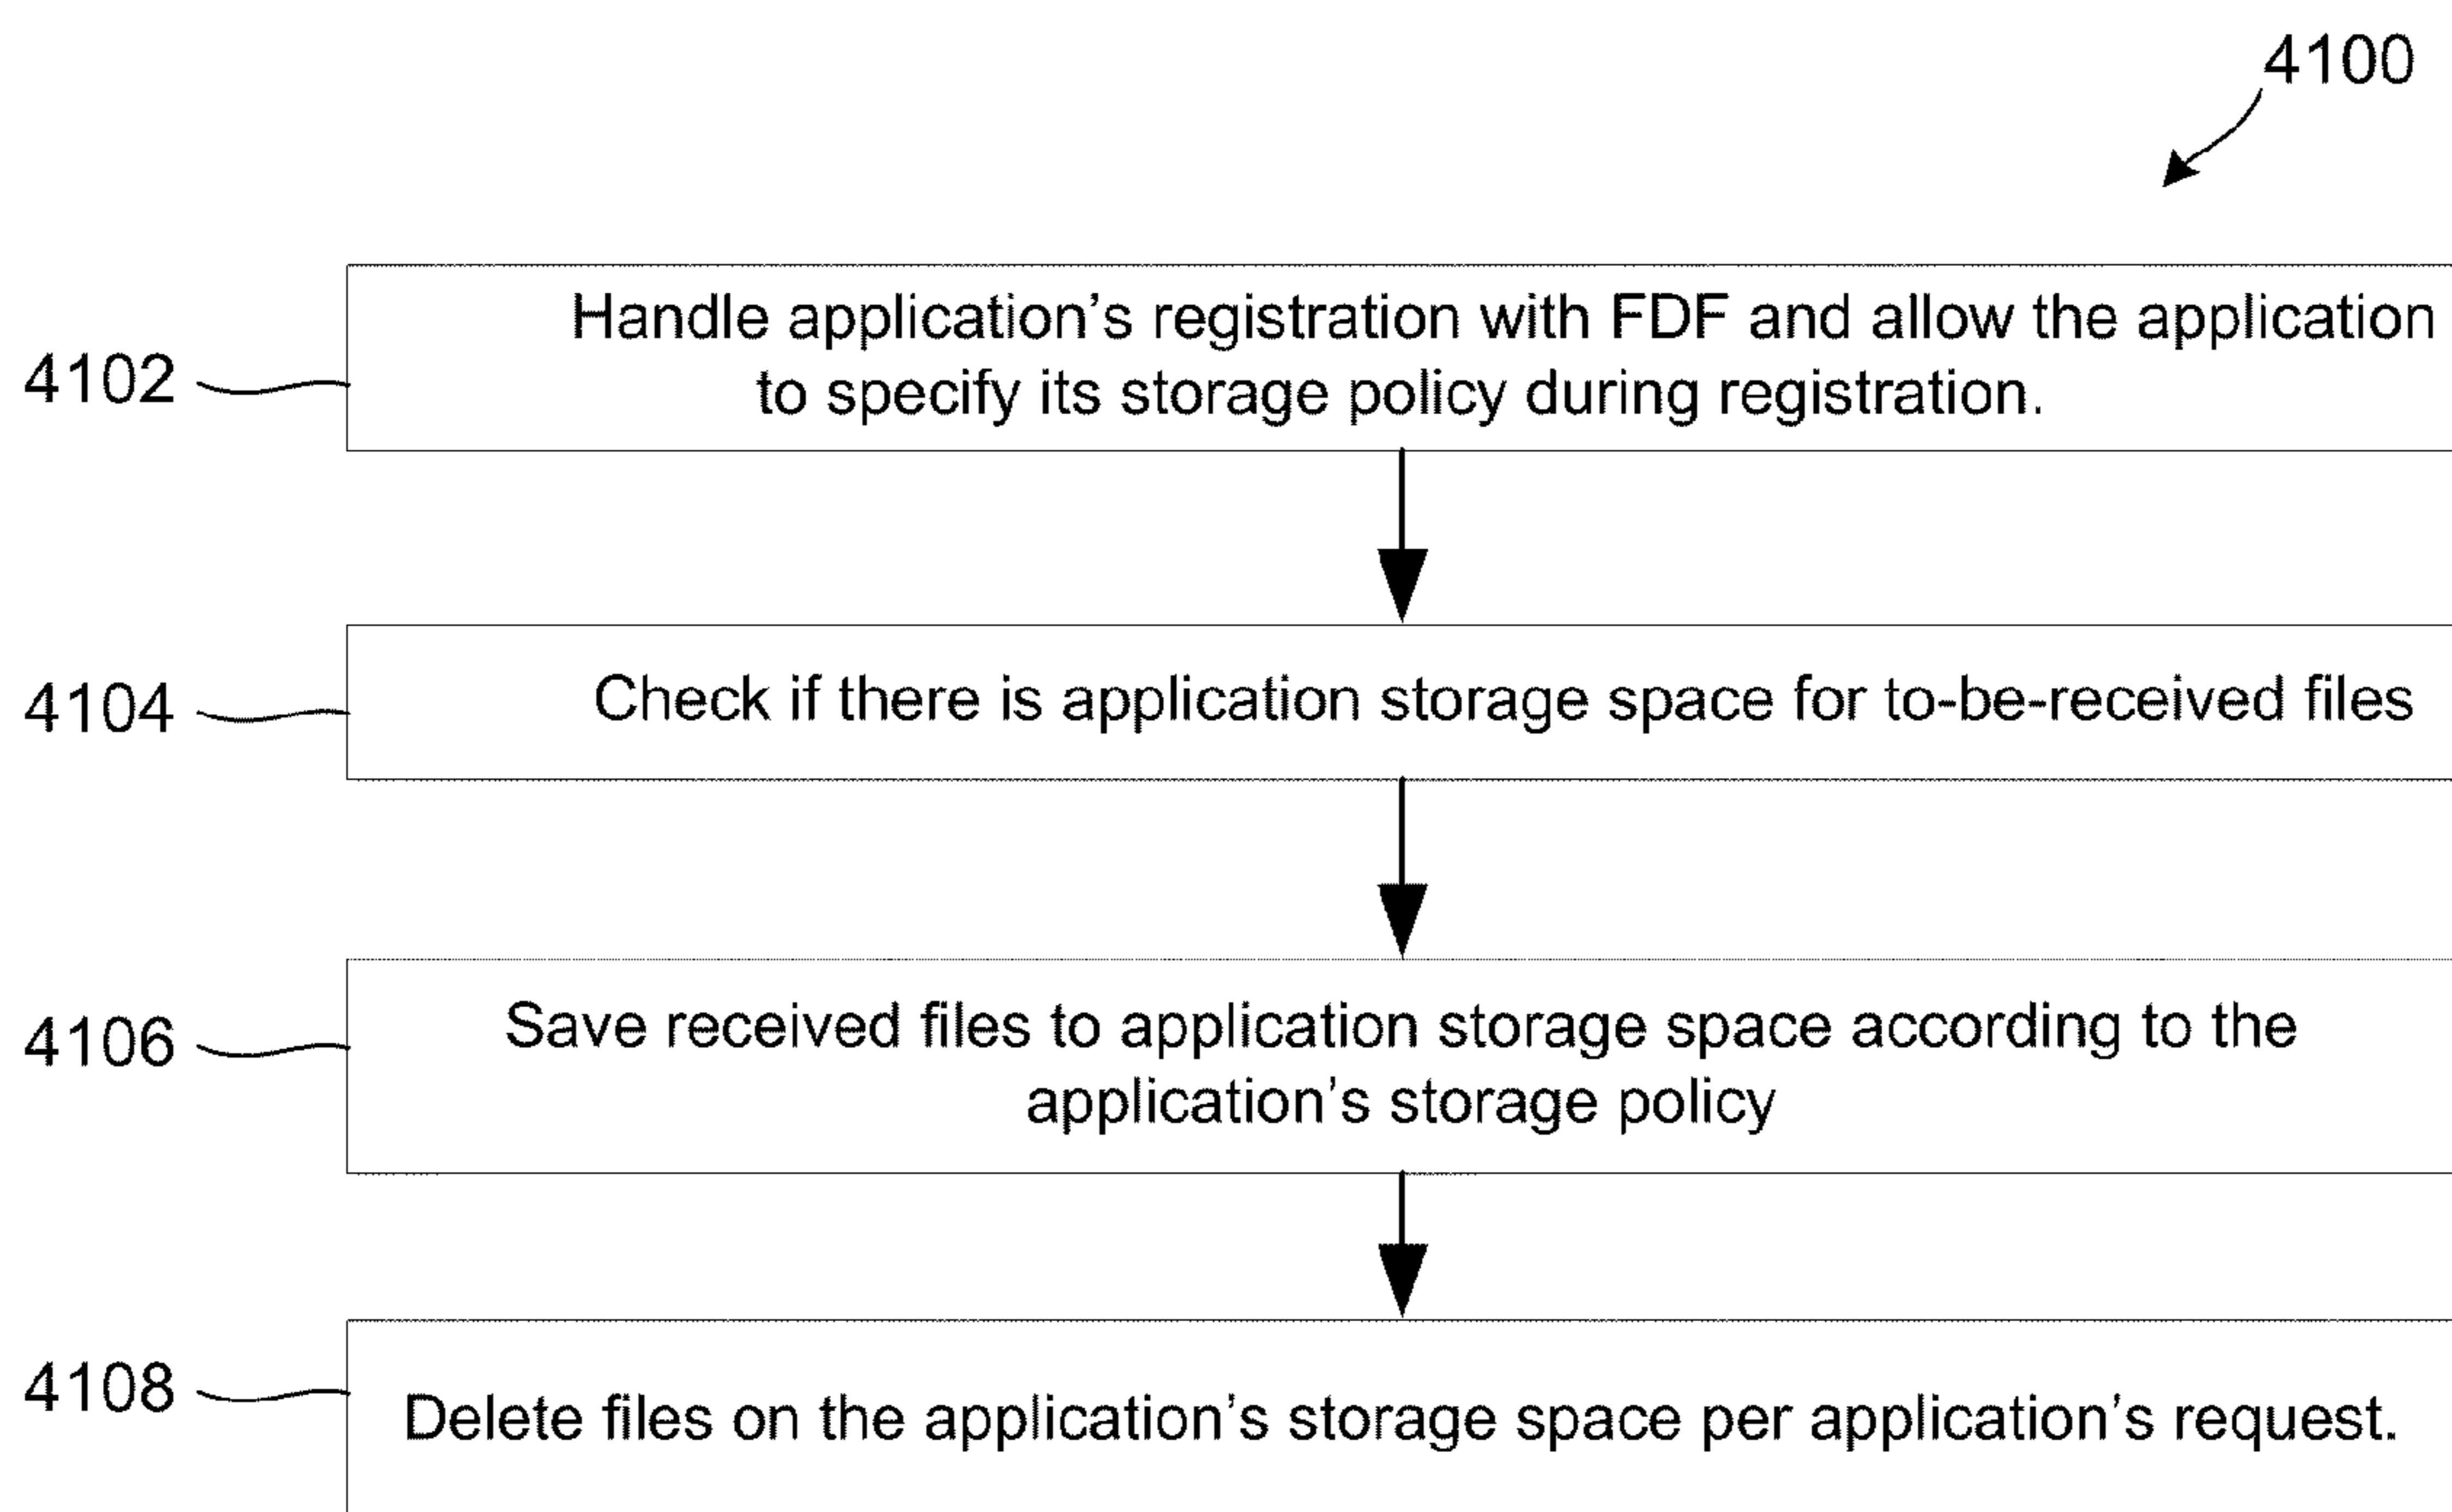 4100
4102
Handle application's registration with FDF and allow the application
to specify its storage policy during registration.
4104
Check if there is application storage space for to-be-received files
4106
Save received files to application storage space according to the
application's storage policy
4108
Delete files on the application's storage space per application's request.